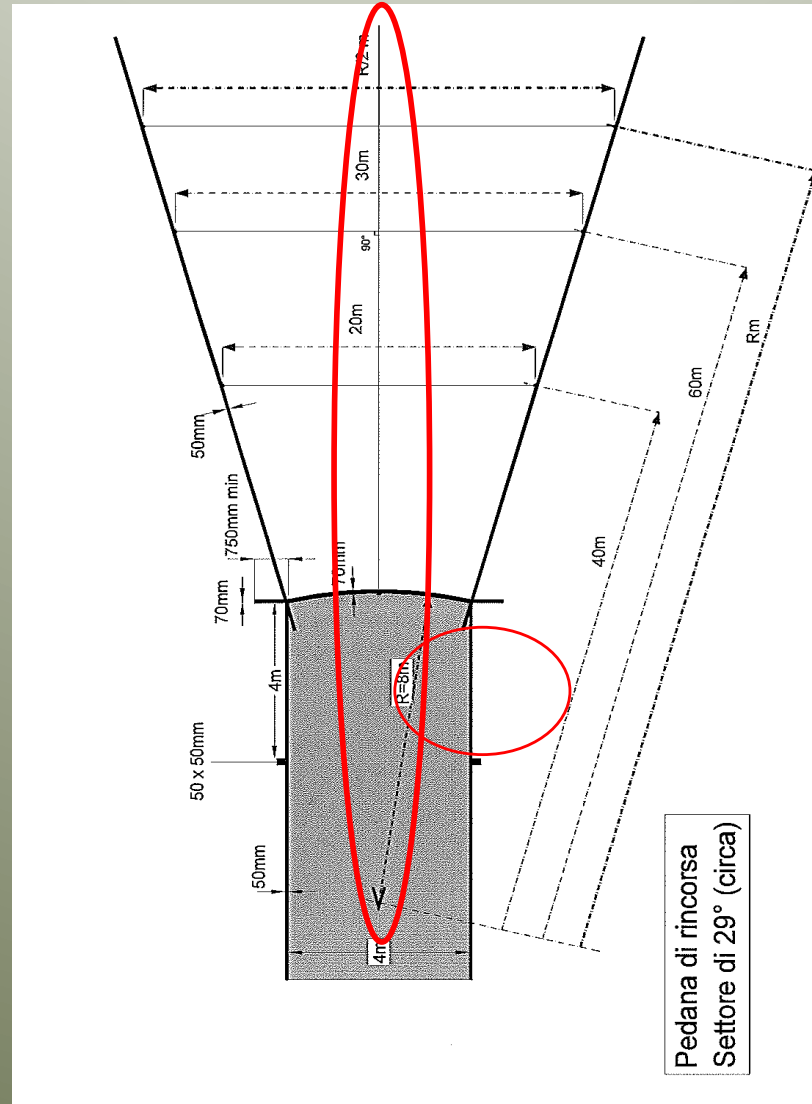 R/2 m
30m
90°
20m
Rm
60m
50mm
40m
750mm min
70mm
70mm
4m
R=8m
50 x 50mm
50mm
4m
Pedana di rincorsa
Settore di 29° (circa)